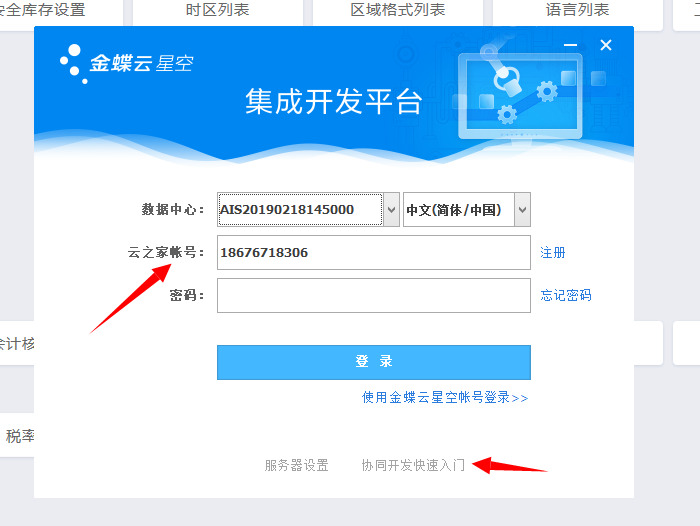 安全库存设置
时区列表
区域格式列表
语言列表
金蝶云 星空
集成开发平台
数据中心：
AIS20190218145000
中文(简体/中国)
云之家帐号：
18676718306
注册
密码：
忘记密码
登 录
使用金蝶云星空帐号登录>>
服务器设置
协同开发快速入门
会计核
税率